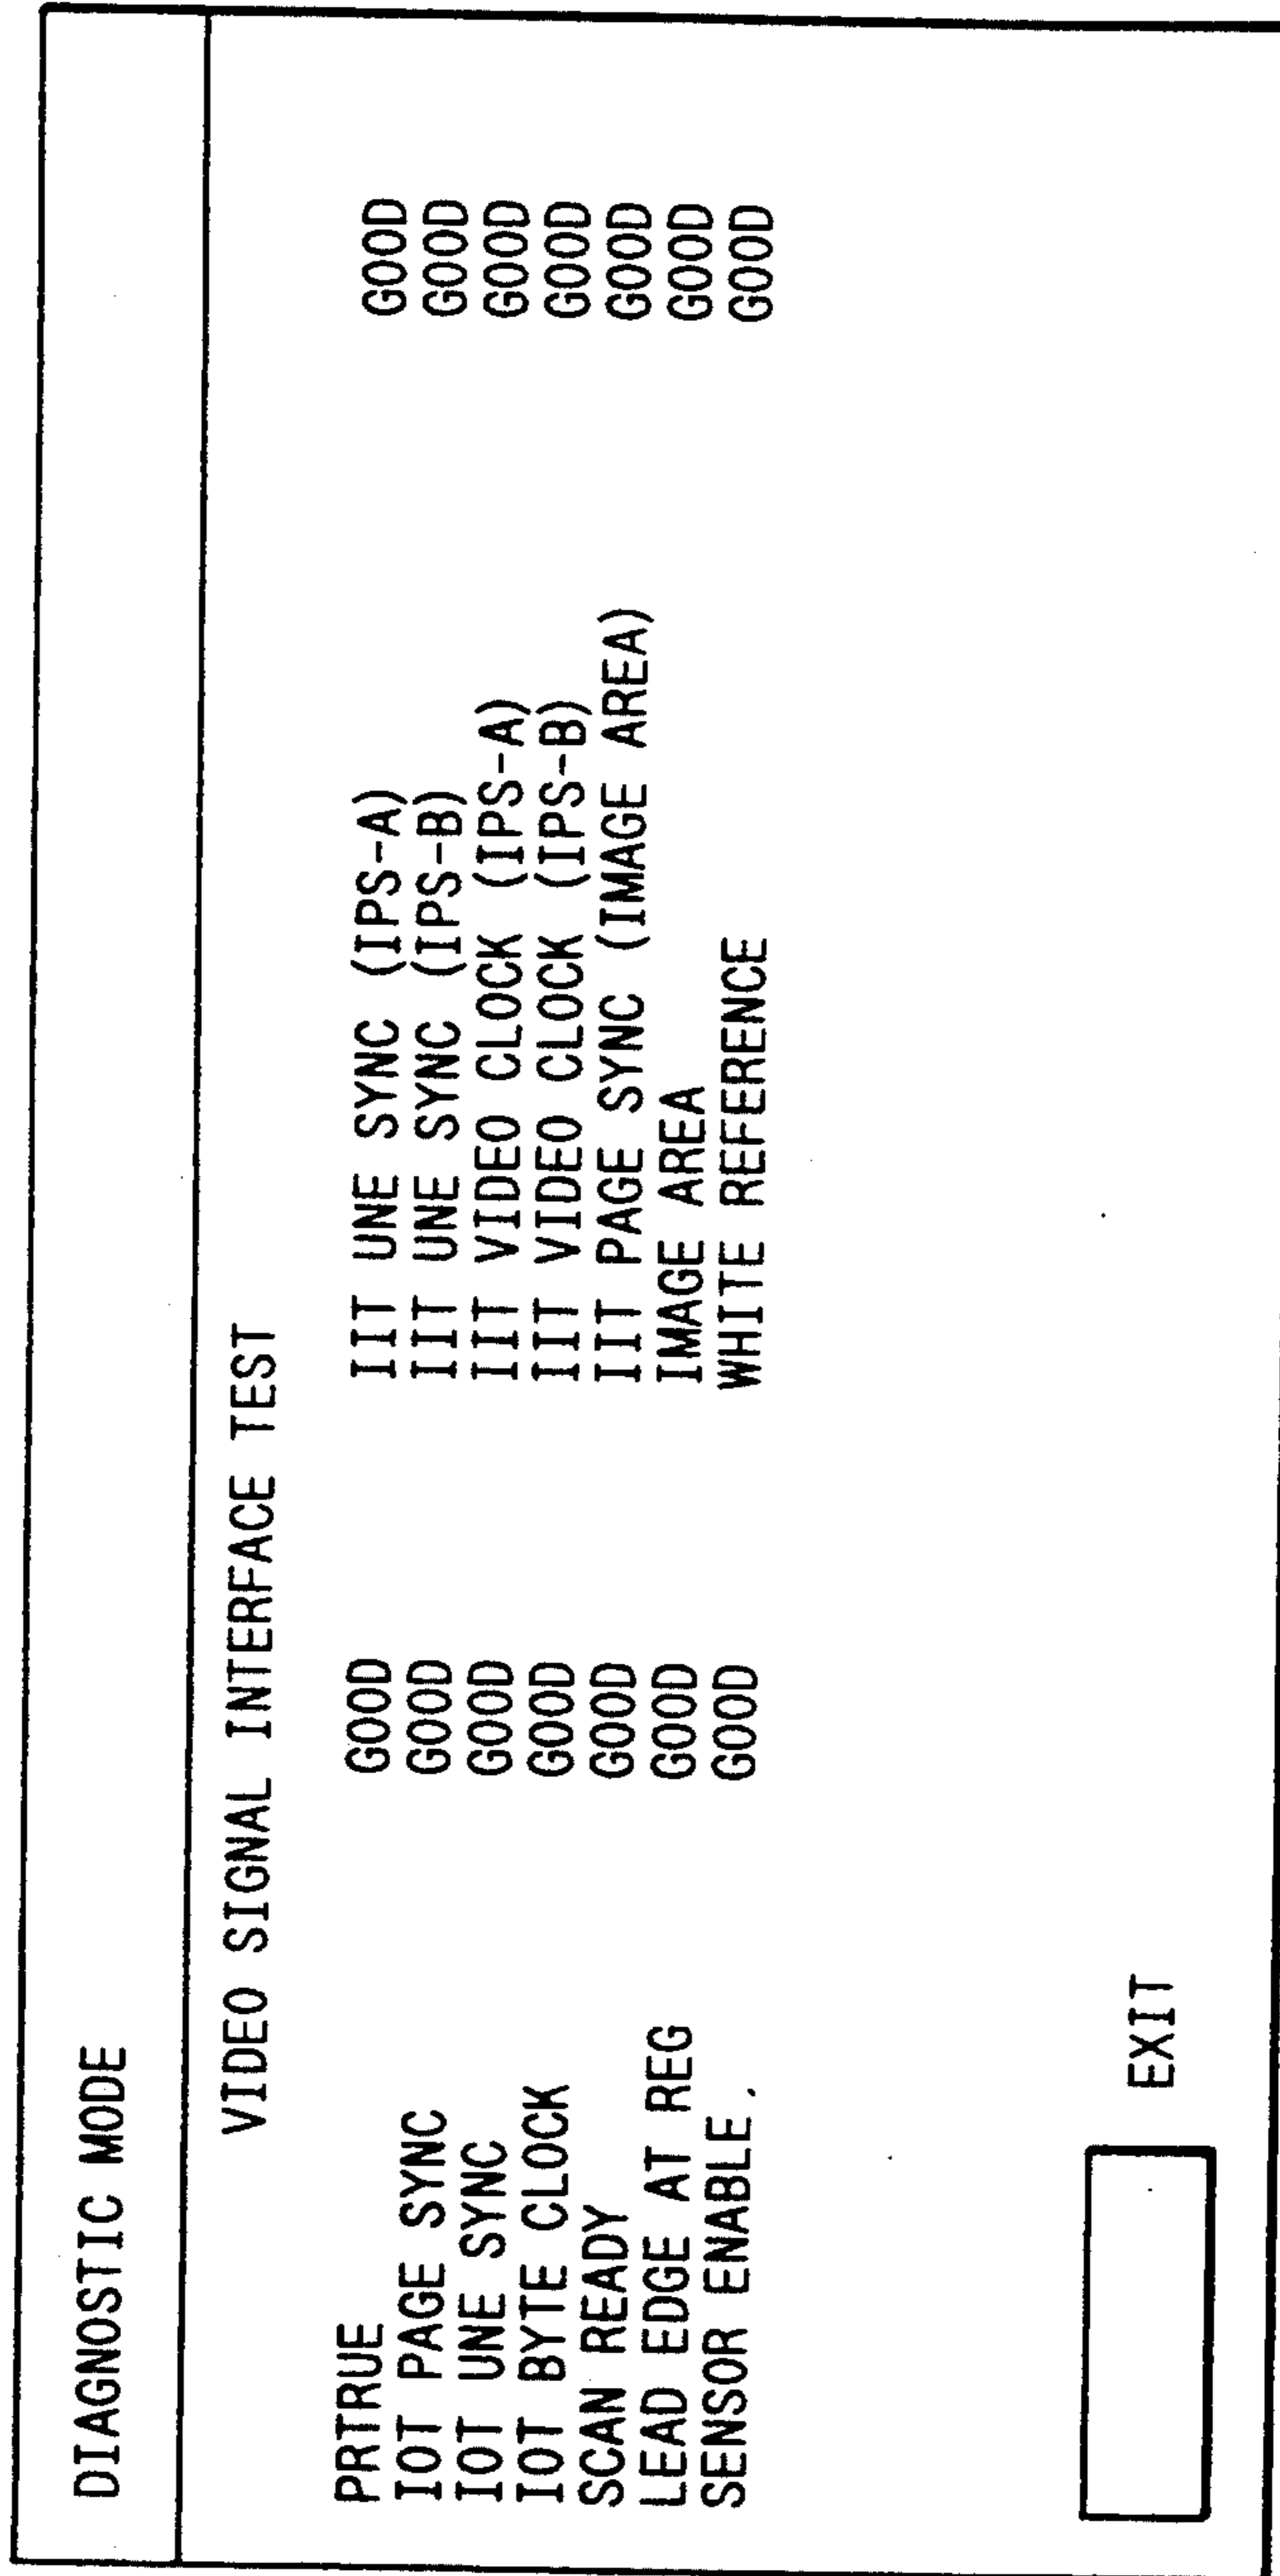 DIAGNOSTIC MODE
VIDEO SIGNAL INTERFACE TEST
PRTRUE GOOD IIT UNE SYNC (IPS-A) GOOD
IOT PAGE SYNC GOOD IIT UNE SYNC (IPS-B) GOOD
IOT UNE SYNC GOOD IIT VIDEO CLOCK (IPS-A) GOOD
IOT BYTE CLOCK GOOD IIT VIDEO CLOCK (IPS-B) GOOD
SCAN READY GOOD IIT PAGE SYNC (IMAGE AREA) GOOD
LEAD EDGE AT REG GOOD IMAGE AREA GOOD
SENSOR ENABLE. GOOD WHITE REFERENCE GOOD
EXIT